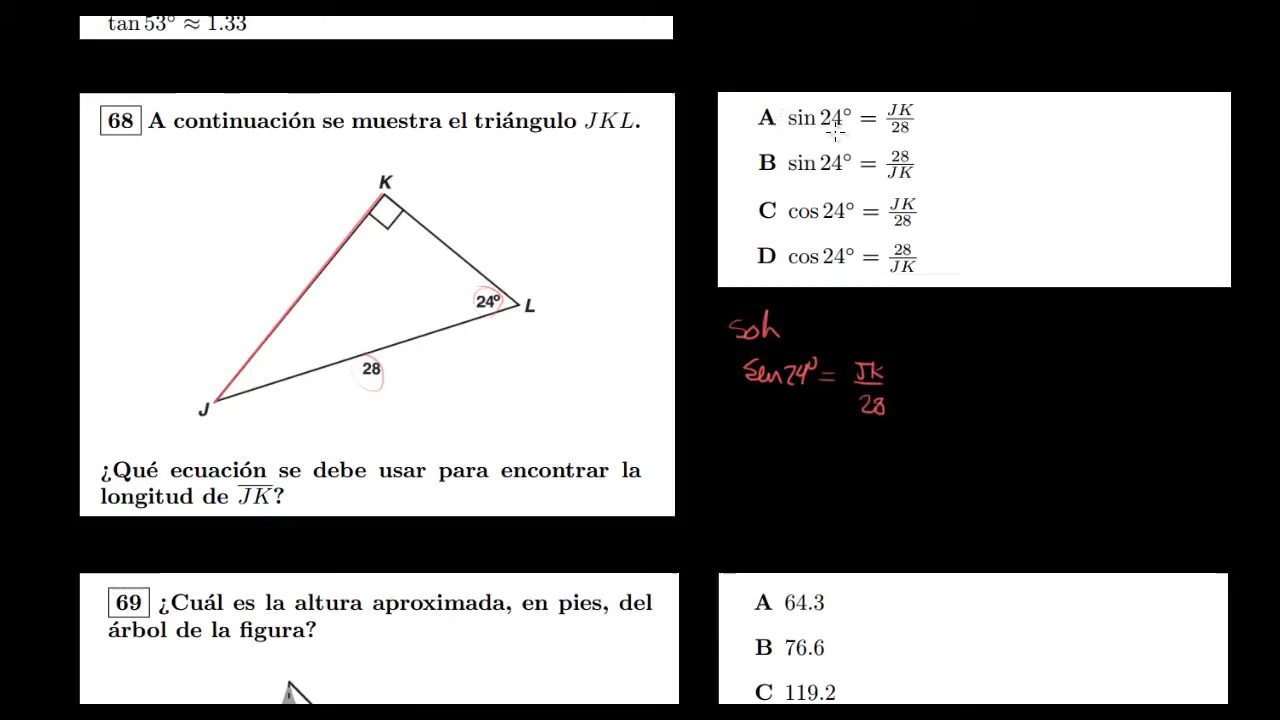 tan 53° ≈ 1.33
68 A continuación se muestra el triángulo JKL.
K
24°
L
28
J
¿Qué ecuación se debe usar para encontrar la
longitud de J̅K̅?
A sin 24° = JK/28
B sin 24° = 28/JK
C cos 24° = JK/28
D cos 24° = 28/JK
Soh
Sen 24° = JK/28
69 ¿Cuál es la altura aproximada, en pies, del
árbol de la figura?
A 64.3
B 76.6
C 119.2